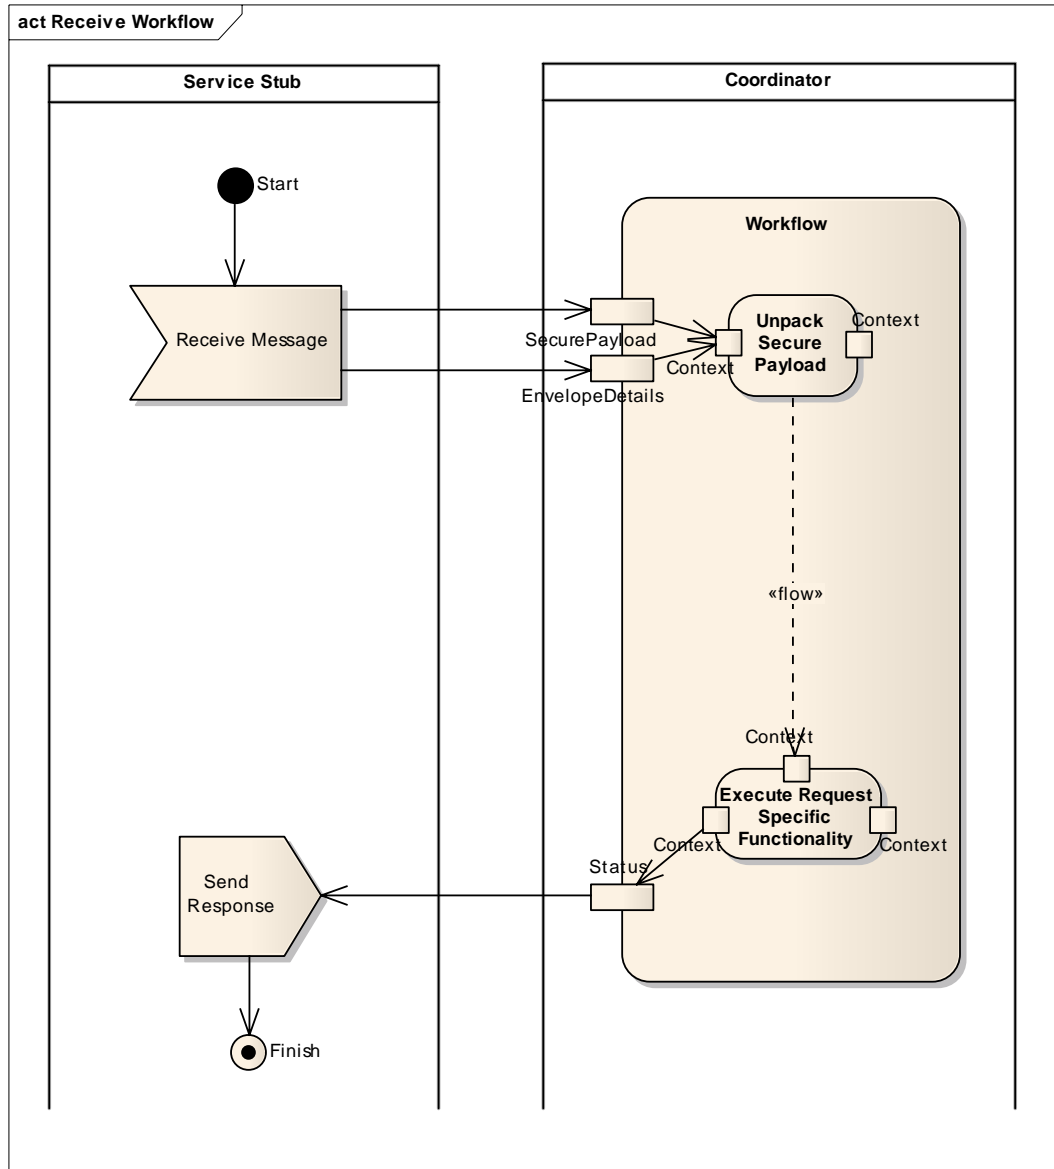 act Receive Workflow
Service Stub
Coordinator
Start
Workflow
Receive Message
Unpack
Secure
Payload
Context
SecurePayload
Context
EnvelopeDetails
«flow»
Context
Execute Request
Specific
Functionality
Context
Context
Status
Send
Response
Finish